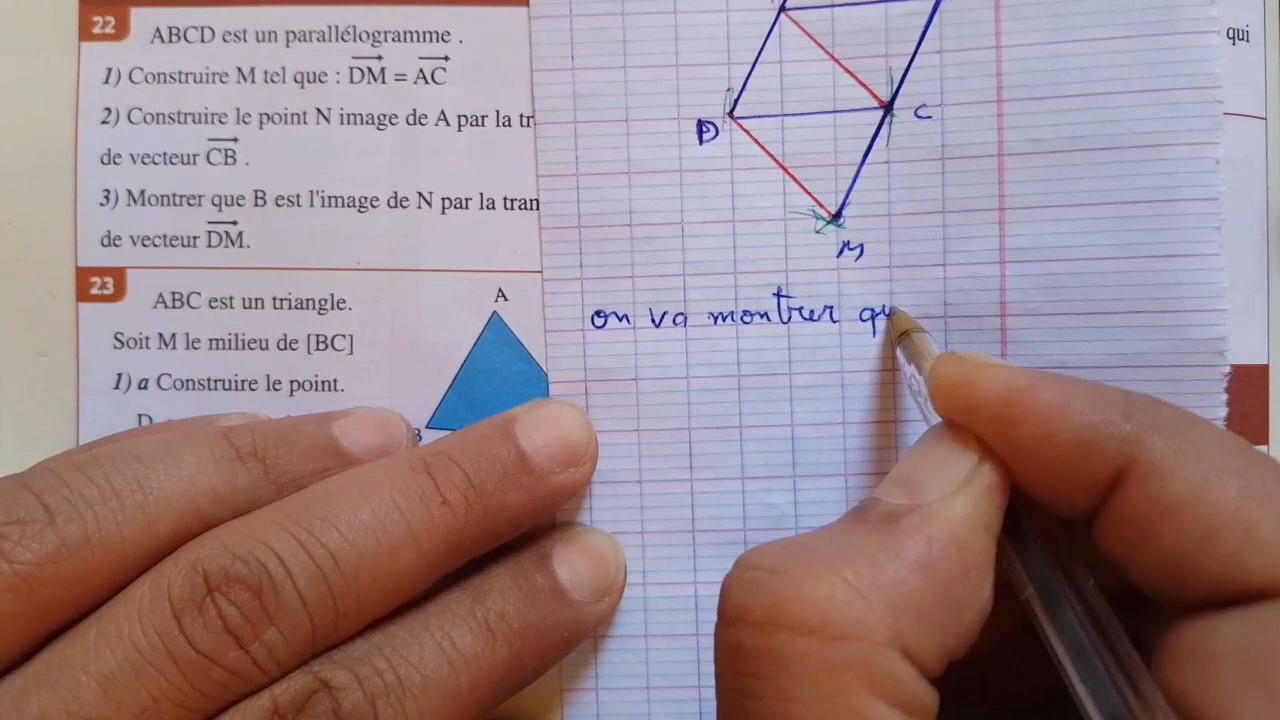 22
ABCD est un parallélogramme .
1) Construire M tel que : DM = AC
2) Construire le point N image de A par la tr
de vecteur CB .
3) Montrer que B est l'image de N par la tran
de vecteur DM.
23
ABC est un triangle.
Soit M le milieu de [BC]
1) a Construire le point.
A
B
D
C
M
on va montrer qu
qui